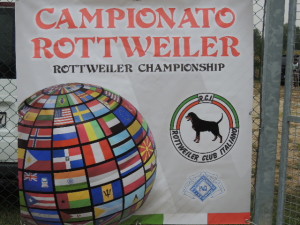 CAMPIONATO
ROTTWEILER
ROTTWEILER CHAMPIONSHIP
R.C.I.
ROTTWEILER CLUB ITALIANO